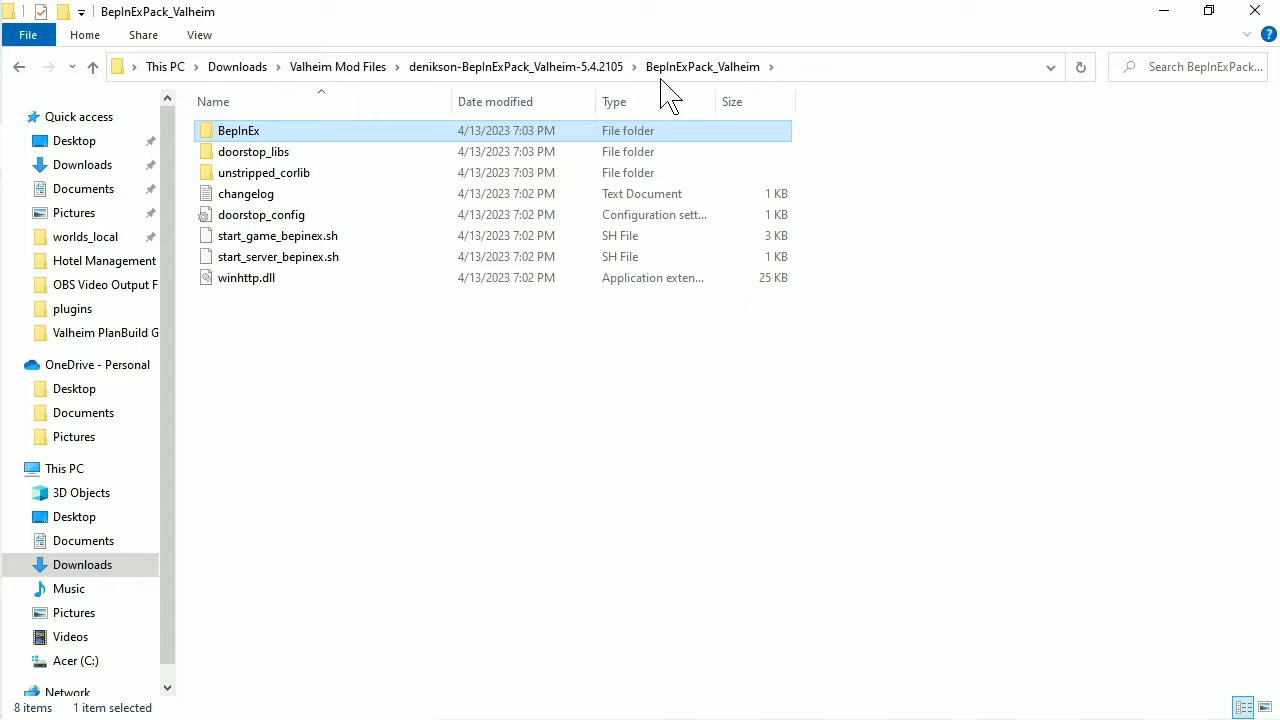 BepInExPack_Valheim
File Home Share View
This PC Downloads Valheim Mod Files denikson-BepInExPack_Valheim-5.4.2105 BepInExPack_Valheim Search BepInExPack...
Name Date modified Type Size
BepInEx 4/13/2023 7:03 PM File folder
doorstop_libs 4/13/2023 7:03 PM File folder
unstripped_corlib 4/13/2023 7:03 PM File folder
changelog 4/13/2023 7:02 PM Text Document 1 KB
doorstop_config 4/13/2023 7:02 PM Configuration sett... 1 KB
start_game_bepinex.sh 4/13/2023 7:02 PM SH File 3 KB
start_server_bepinex.sh 4/13/2023 7:02 PM SH File 1 KB
winhttp.dll 4/13/2023 7:02 PM Application exten... 25 KB
Quick access
Desktop
Downloads
Documents
Pictures
worlds_local
Hotel Management
OBS Video Output F
plugins
Valheim PlanBuild G
OneDrive - Personal
Desktop
Documents
Pictures
This PC
3D Objects
Desktop
Documents
Downloads
Music
Pictures
Videos
Acer (C:)
Network
8 items 1 item selected